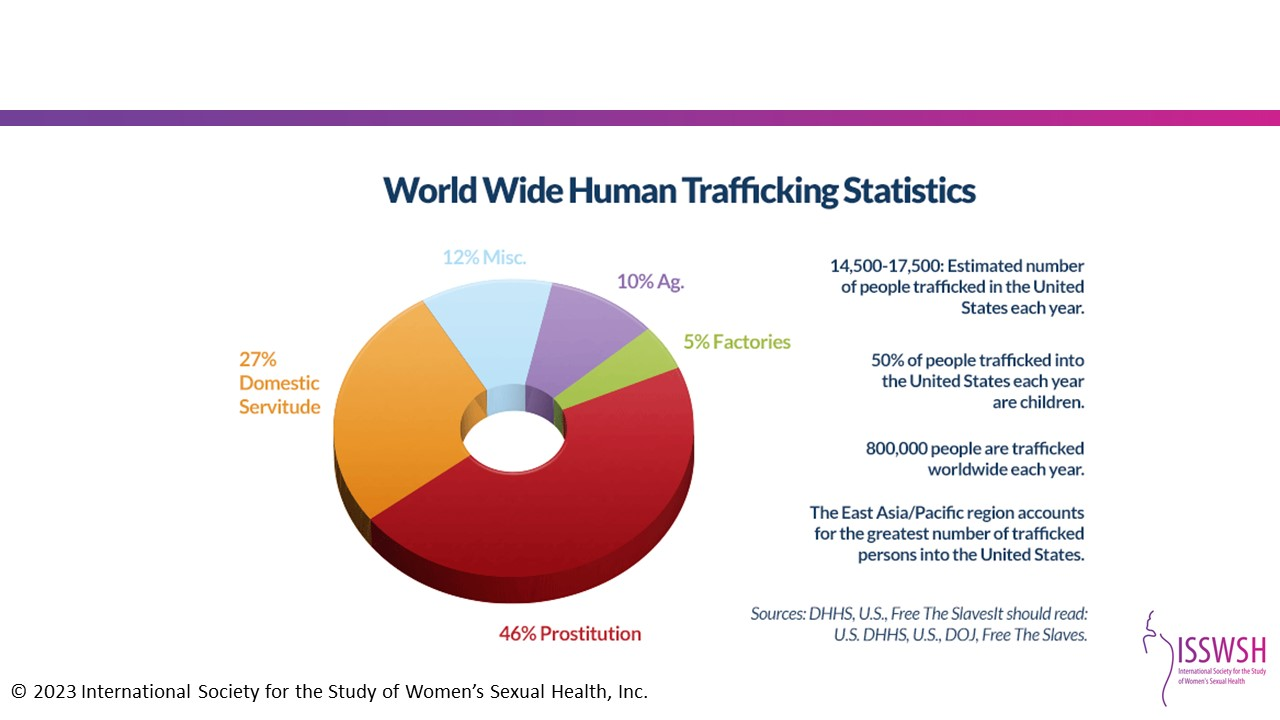 World Wide Human Trafficking Statistics
12% Misc.
10% Ag.
5% Factories
27%
Domestic
Servitude
46% Prostitution
14,500-17,500: Estimated number
of people trafficked in the United
States each year.
50% of people trafficked into
the United States each year
are children.
800,000 people are trafficked
worldwide each year.
The East Asia/Pacific region accounts
for the greatest number of trafficked
persons into the United States.
Sources: DHHS, U.S., Free The SlavesIt should read:
U.S. DHHS, U.S., DOJ, Free The Slaves.
ISSWSH
International Society for the Study
of Women's Sexual Health
© 2023 International Society for the Study of Women’s Sexual Health, Inc.